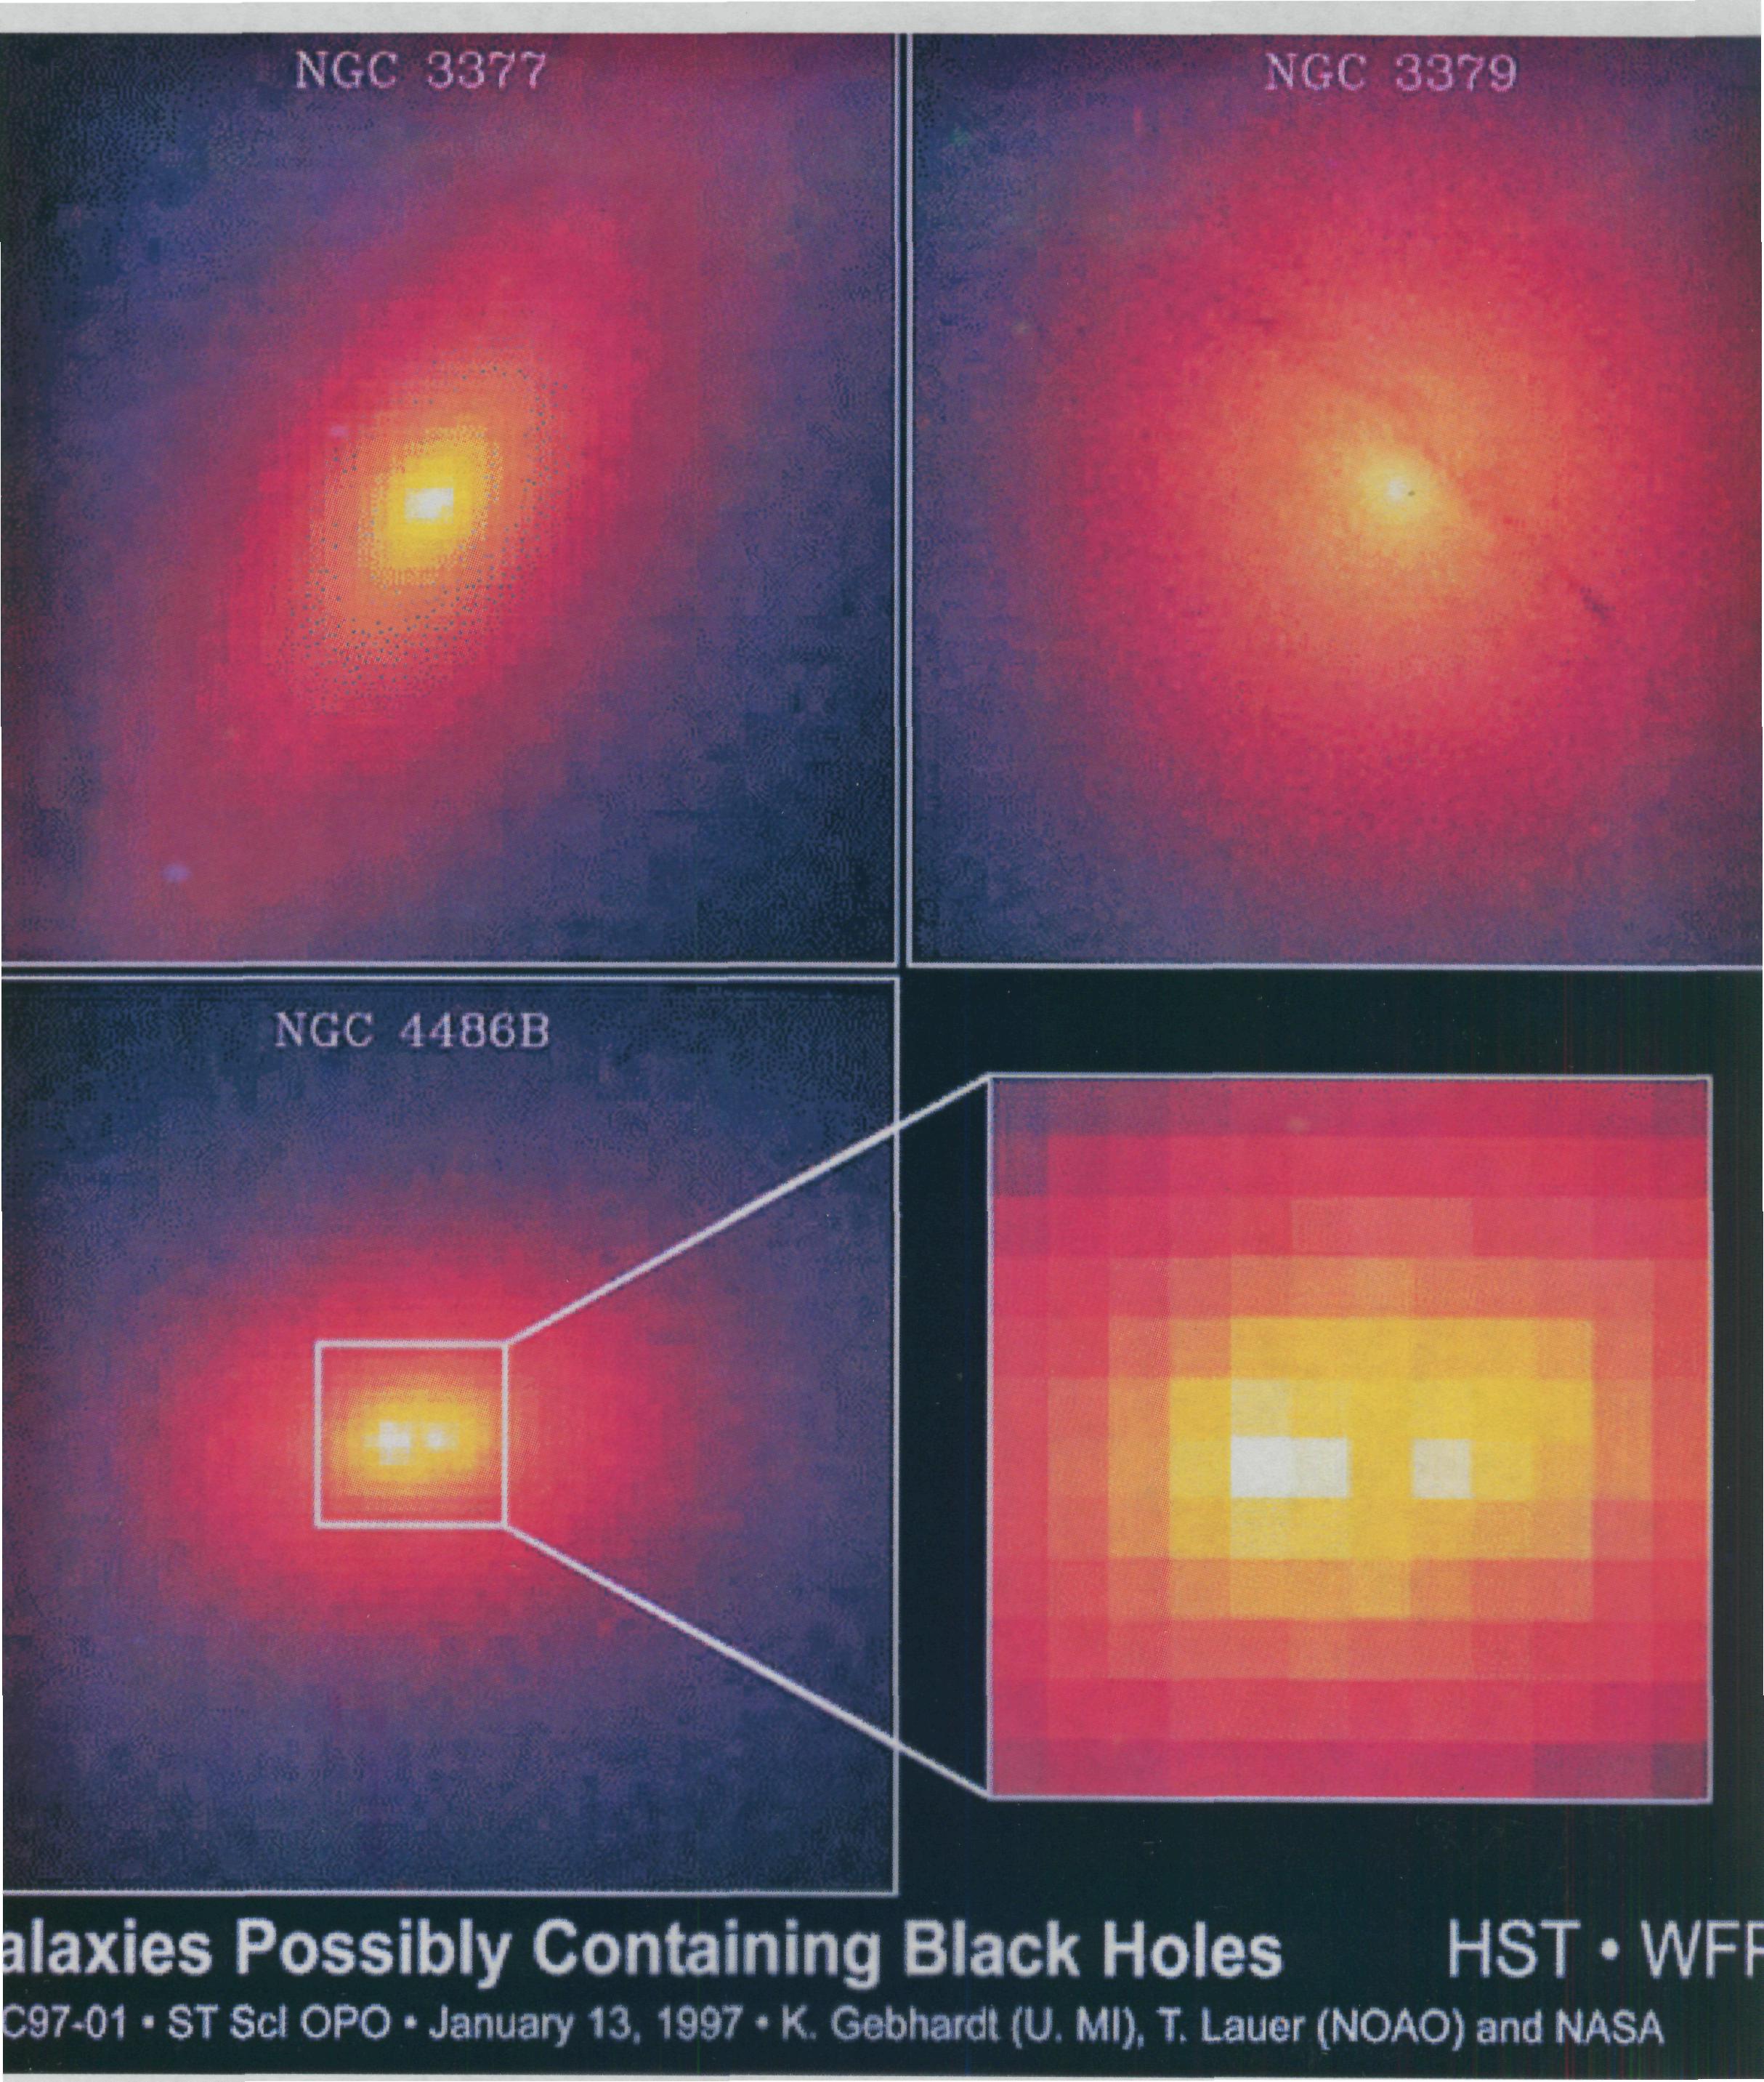 NGC 3377
NGC 3379
NGC 4486B
alaxies Possibly Containing Black Holes HST • WFP
C97-01 • ST ScI OPO • January 13, 1997 • K. Gebhardt (U. MI), T. Lauer (NOAO) and NASA